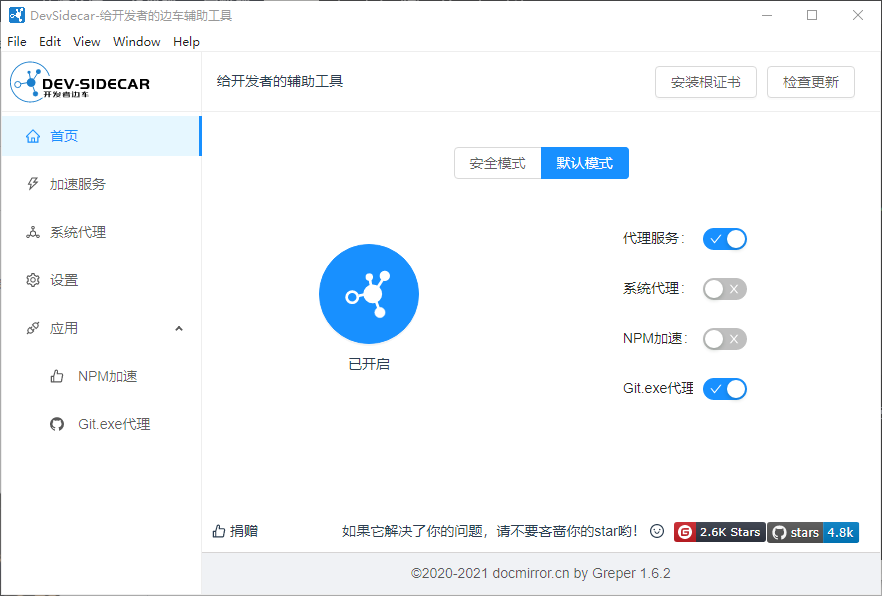 DevSidecar-给开发者的边车辅助工具
File Edit View Window Help
DEV-SIDECAR
开发者边车
给开发者的辅助工具
安装根证书
检查更新
首页
加速服务
系统代理
设置
应用
NPM加速
Git.exe代理
安全模式
默认模式
已开启
代理服务：
系统代理：
NPM加速：
Git.exe代理
捐赠
如果它解决了你的问题，请不要吝啬你的star哟！
G 2.6K Stars
stars 4.8k
©2020-2021 docmirror.cn by Greper 1.6.2